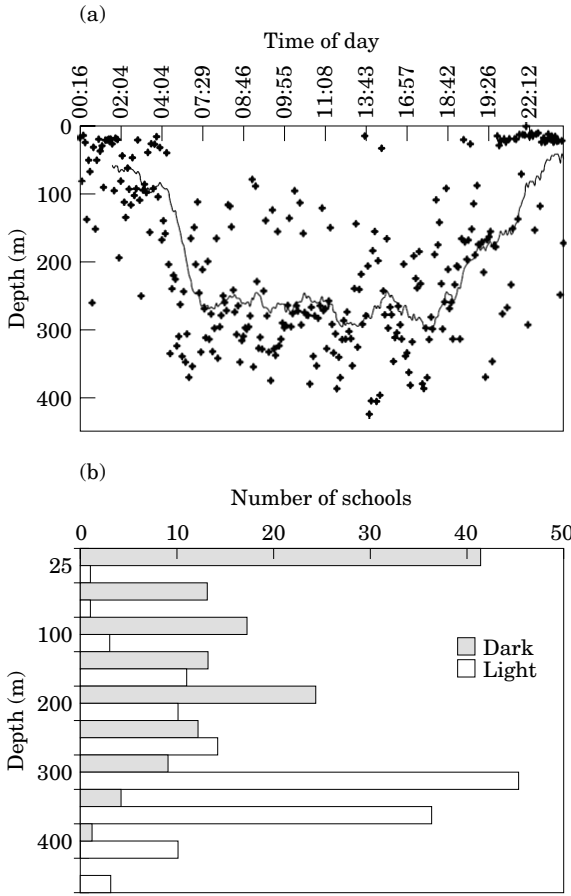 (a)
Time of day
00:16 02:04 04:04 07:29 08:46 09:55 11:08 13:43 16:57 18:42 19:26 22:12
0
100
200
300
400
Depth (m)
(b)
Number of schools
0 10 20 30 40 50
25
100
200
300
400
Depth (m)
Dark
Light